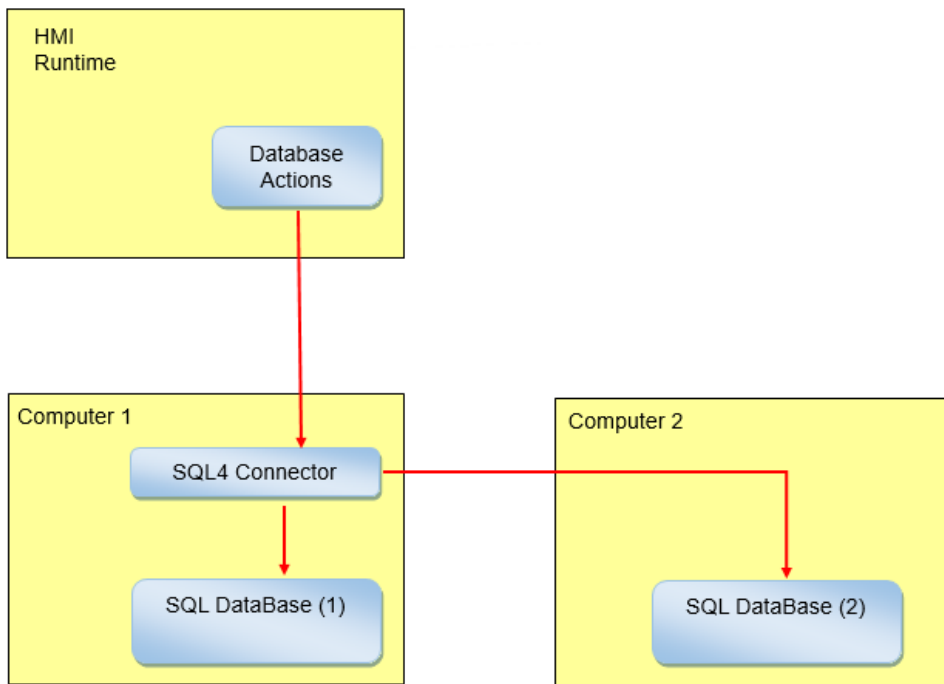 HMI
Runtime
Database
Actions
Computer 1
SQL4 Connector
SQL DataBase (1)
Computer 2
SQL DataBase (2)